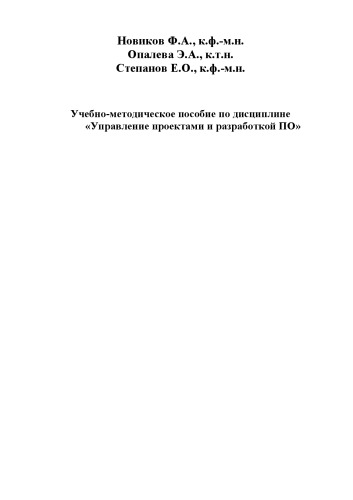 Новиков Ф.А., к.ф.-м.н.
Опалева Э.А., к.т.н.
Степанов Е.О., к.ф.-м.н.
Учебно-методическое пособие по дисциплине
«Управление проектами и разработкой ПО»